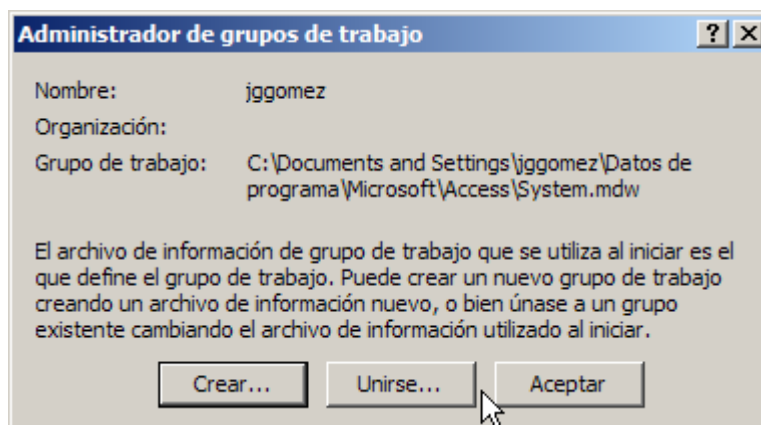 Administrador de grupos de trabajo
Nombre: jggomez
Organización:
Grupo de trabajo: C:\Documents and Settings\jggomez\Datos de
programa\Microsoft\Access\System.mdw
El archivo de información de grupo de trabajo que se utiliza al iniciar es el
que define el grupo de trabajo. Puede crear un nuevo grupo de trabajo
creando un archivo de información nuevo, o bien únase a un grupo
existente cambiando el archivo de información utilizado al iniciar.
Crear... Unirse... Aceptar